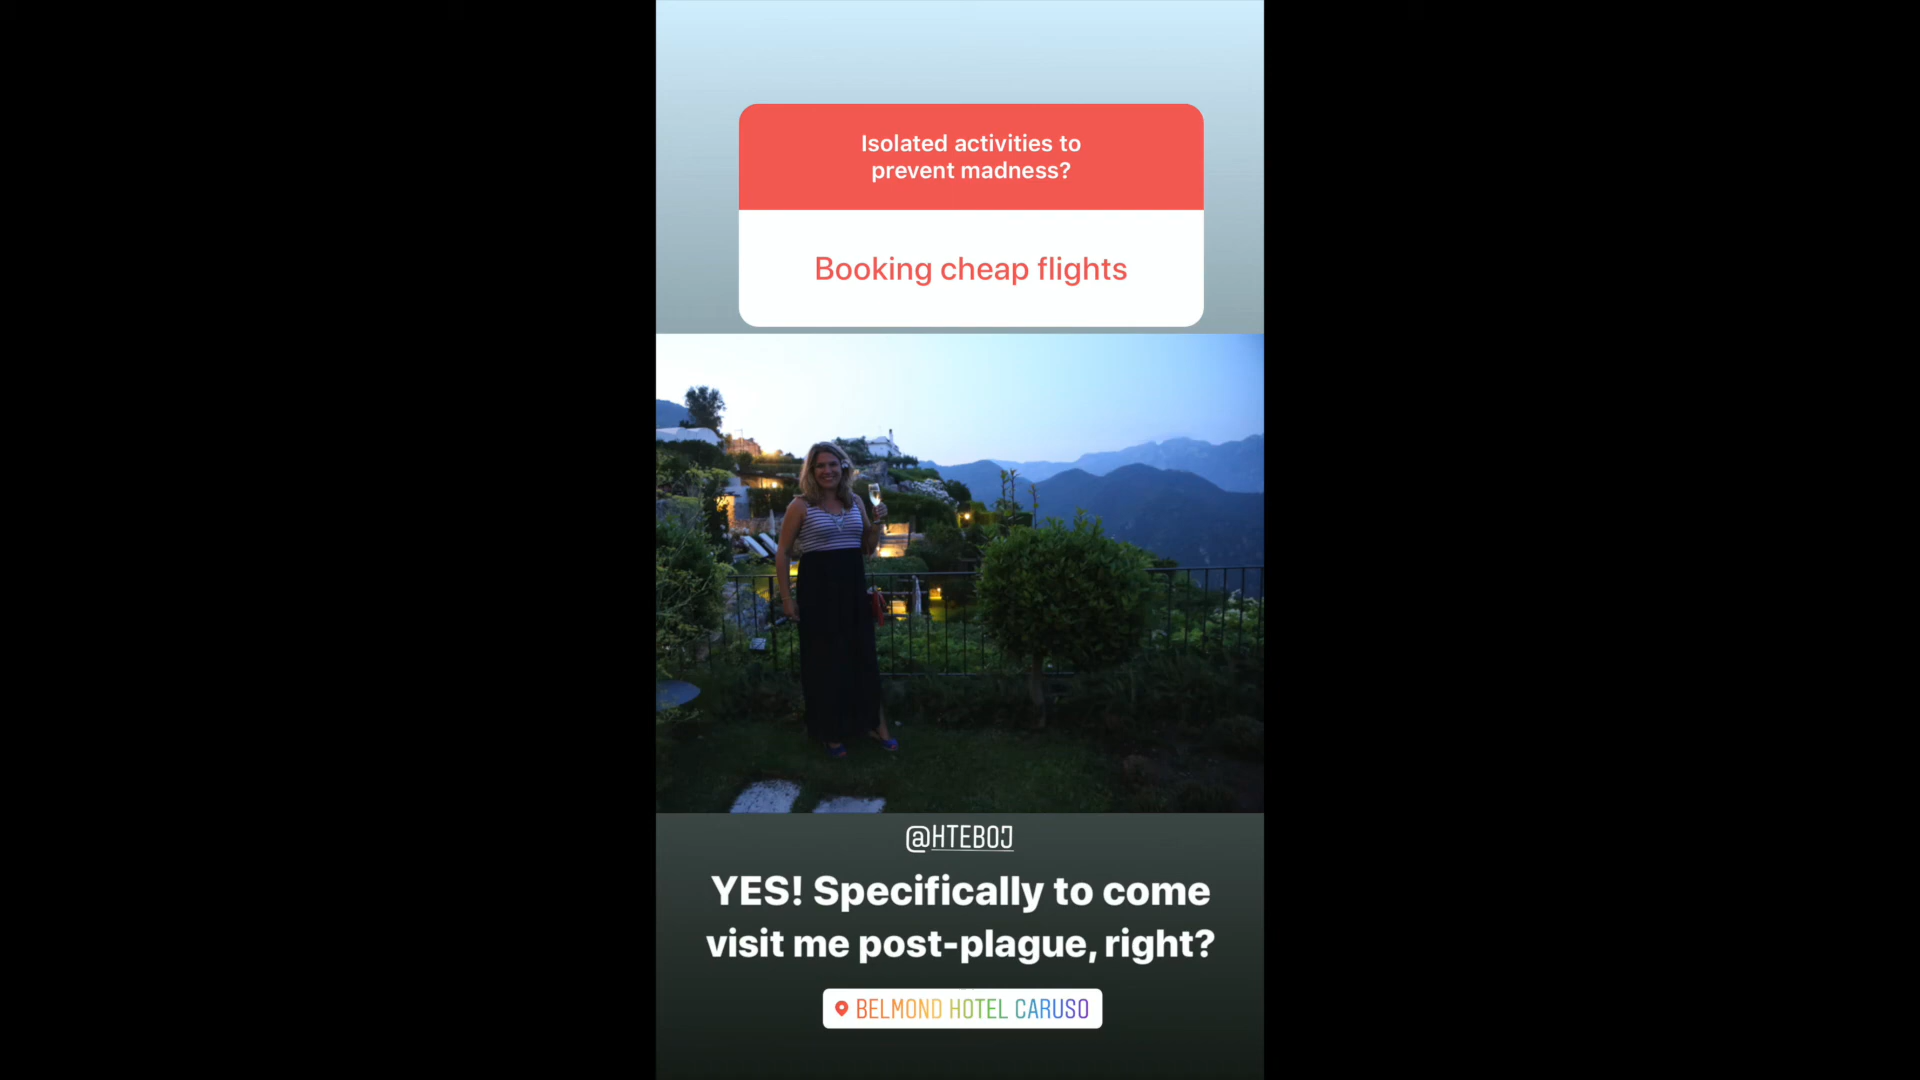 Isolated activities to
prevent madness?
Booking cheap flights
@HTEBOJ
YES! Specifically to come
visit me post-plague, right?
BELMOND HOTEL CARUSO